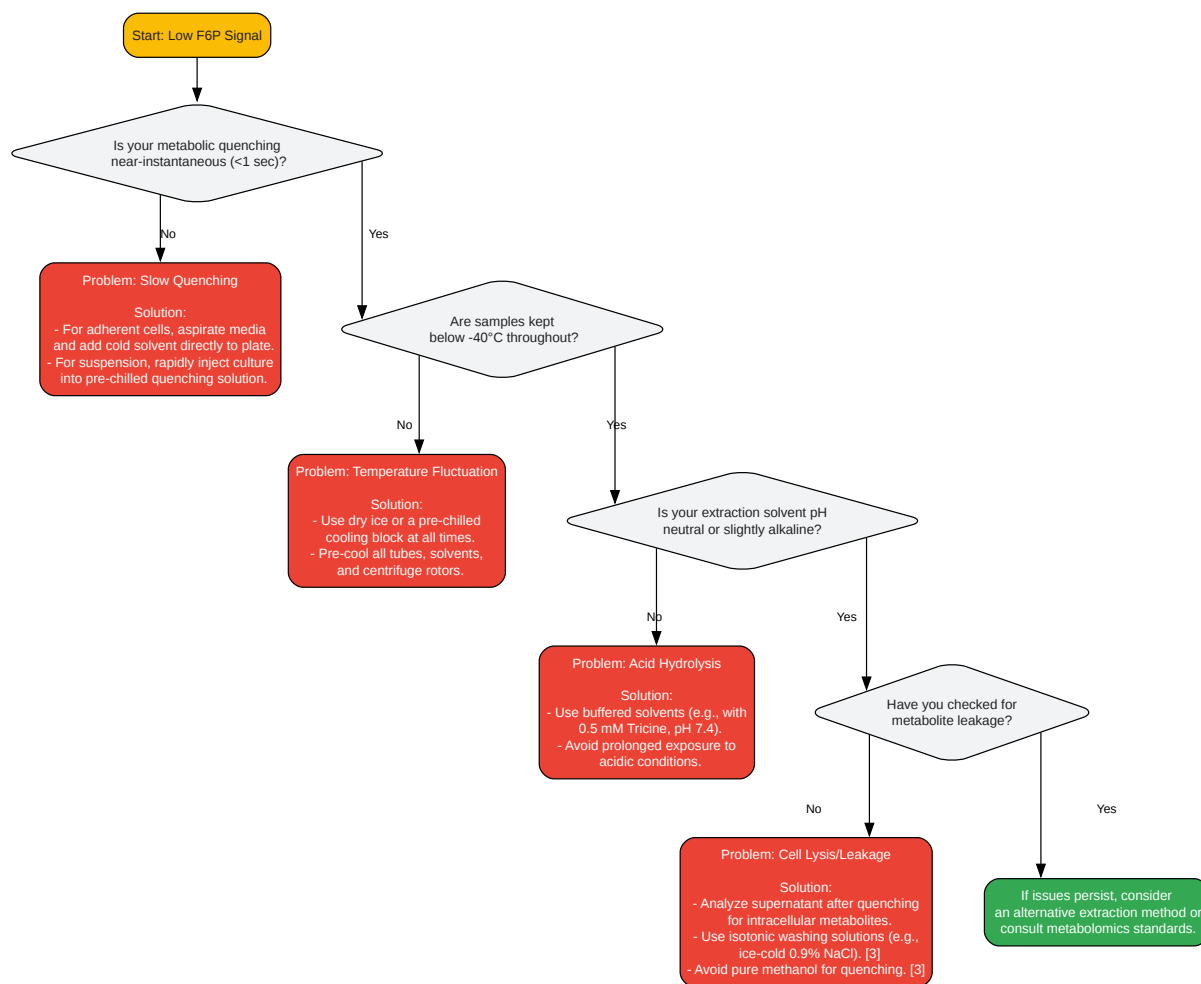 Start: Low F6P Signal
Is your metabolic quenching
near-instantaneous (<1 sec)?
No
Yes
Problem: Slow Quenching
Solution:
- For adherent cells, aspirate media
and add cold solvent directly to plate.
- For suspension, rapidly inject culture
into pre-chilled quenching solution.
Are samples kept
below -40°C throughout?
No
Yes
Problem: Temperature Fluctuation
Solution:
- Use dry ice or a pre-chilled
cooling block at all times.
- Pre-cool all tubes, solvents,
and centrifuge rotors.
Is your extraction solvent pH
neutral or slightly alkaline?
No
Yes
Problem: Acid Hydrolysis
Solution:
- Use buffered solvents (e.g., with
0.5 mM Tricine, pH 7.4).
- Avoid prolonged exposure to
acidic conditions.
Have you checked for
metabolite leakage?
No
Yes
Problem: Cell Lysis/Leakage
Solution:
- Analyze supernatant after quenching
for intracellular metabolites.
- Use isotonic washing solutions (e.g.,
ice-cold 0.9% NaCl). [3]
- Avoid pure methanol for quenching. [3]
If issues persist, consider
an alternative extraction method or
consult metabolomics standards.